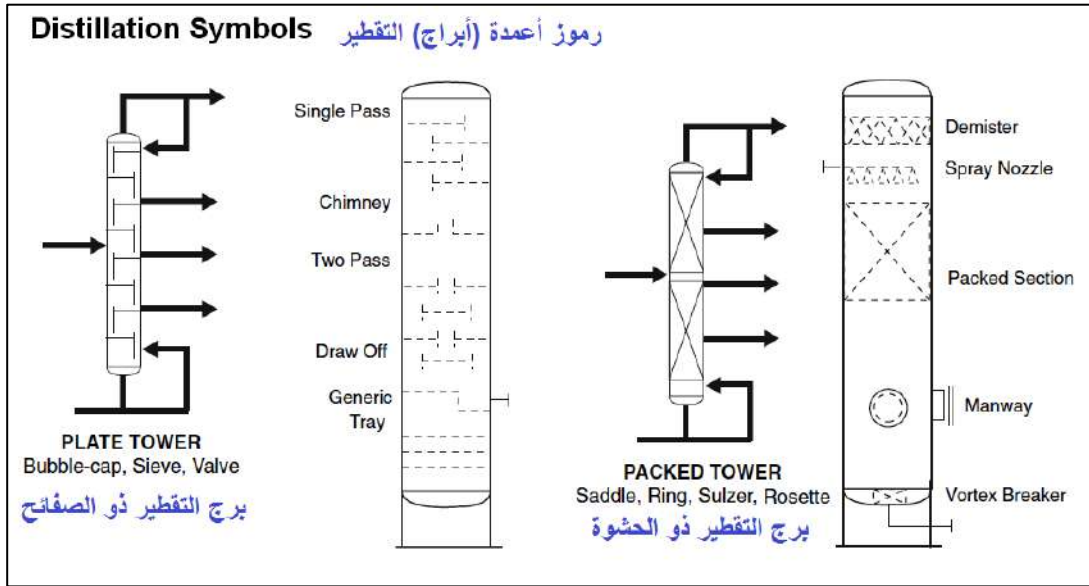 Distillation Symbols رموز أعمدة (أبراج) التقطير
Single Pass
Chimney
Two Pass
Draw Off
Generic
Tray
PLATE TOWER
Bubble-cap, Sieve, Valve
برج التقطير ذو الصفائح
PACKED TOWER
Saddle, Ring, Sulzer, Rosette
برج التقطير ذو الحشوة
Demister
Spray Nozzle
Packed Section
Manway
Vortex Breaker